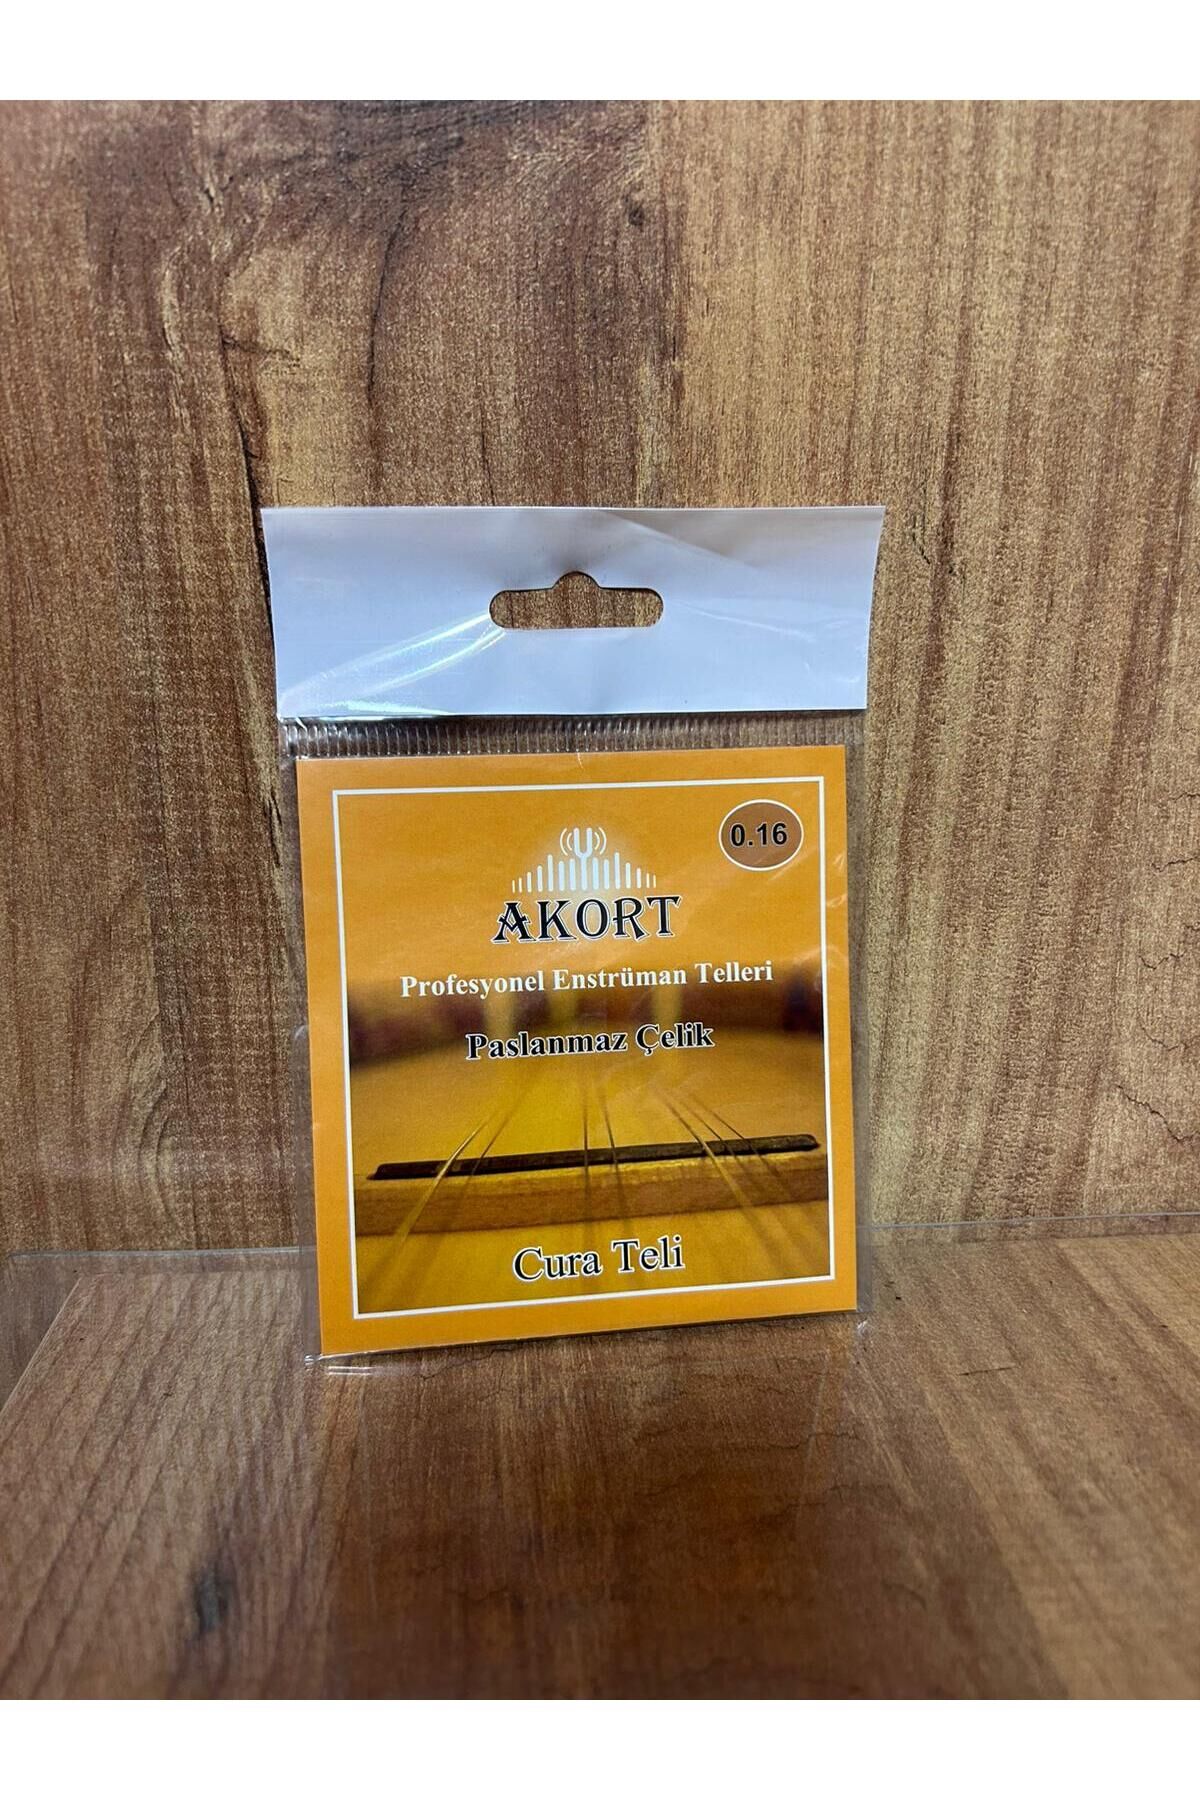 0.16
AKORT
Profesyonel Enstrüman Telleri
Paslanmaz Çelik
Cura Teli